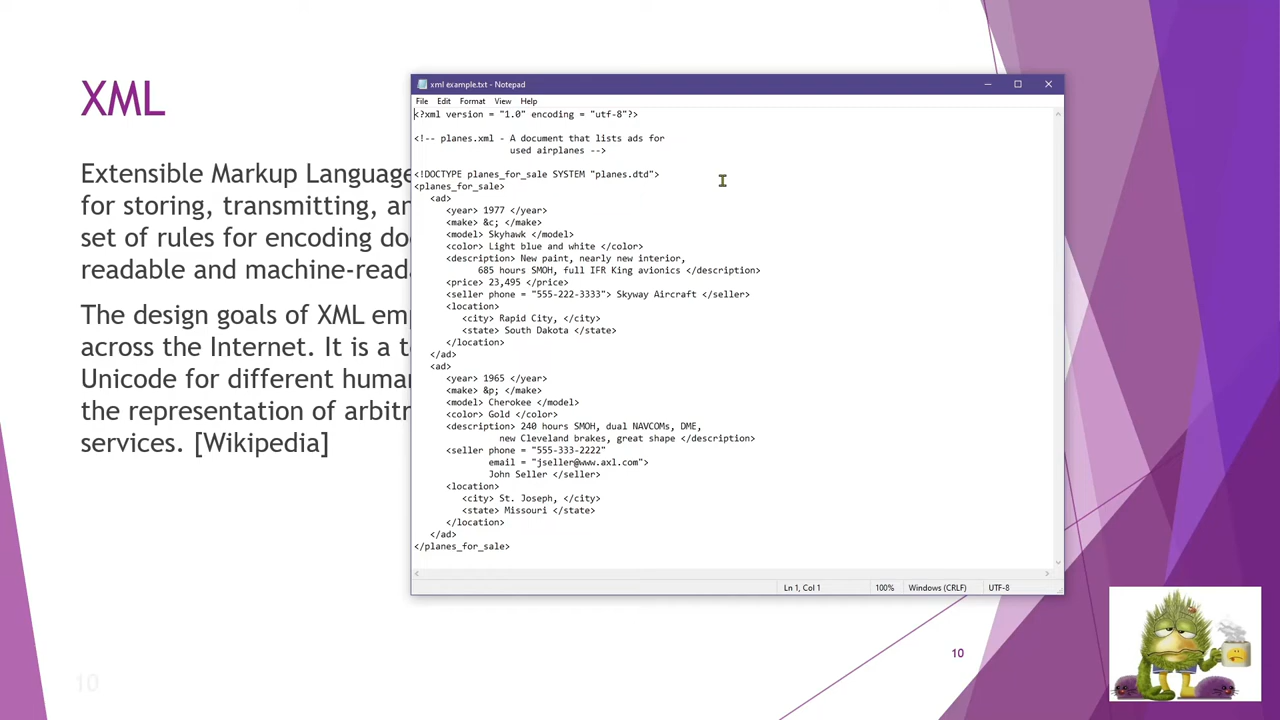 XML
Extensible Markup Language
for storing, transmitting, an
set of rules for encoding do
readable and machine-reada
The design goals of XML emp
across the Internet. It is a te
Unicode for different human
the representation of arbitr
services. [Wikipedia]
xml example.txt - Notepad
File Edit Format View Help
<?xml version = "1.0" encoding = "utf-8"?>
<!-- planes.xml - A document that lists ads for
used airplanes -->
<!DOCTYPE planes_for_sale SYSTEM "planes.dtd">
<planes_for_sale>
<ad>
<year> 1977 </year>
<make> &c; </make>
<model> Skyhawk </model>
<color> Light blue and white </color>
<description> New paint, nearly new interior,
685 hours SMOH, full IFR King avionics </description>
<price> 23,495 </price>
<seller phone = "555-222-3333"> Skyway Aircraft </seller>
<location>
<city> Rapid City, </city>
<state> South Dakota </state>
</location>
</ad>
<ad>
<year> 1965 </year>
<make> &p; </make>
<model> Cherokee </model>
<color> Gold </color>
<description> 240 hours SMOH, dual NAVCOMs, DME,
new Cleveland brakes, great shape </description>
<seller phone = "555-333-2222"
email = "jseller@www.axl.com">
John Seller </seller>
<location>
<city> St. Joseph, </city>
<state> Missouri </state>
</location>
</ad>
</planes_for_sale>
Ln 1, Col 1 100% Windows (CRLF) UTF-8
10
10